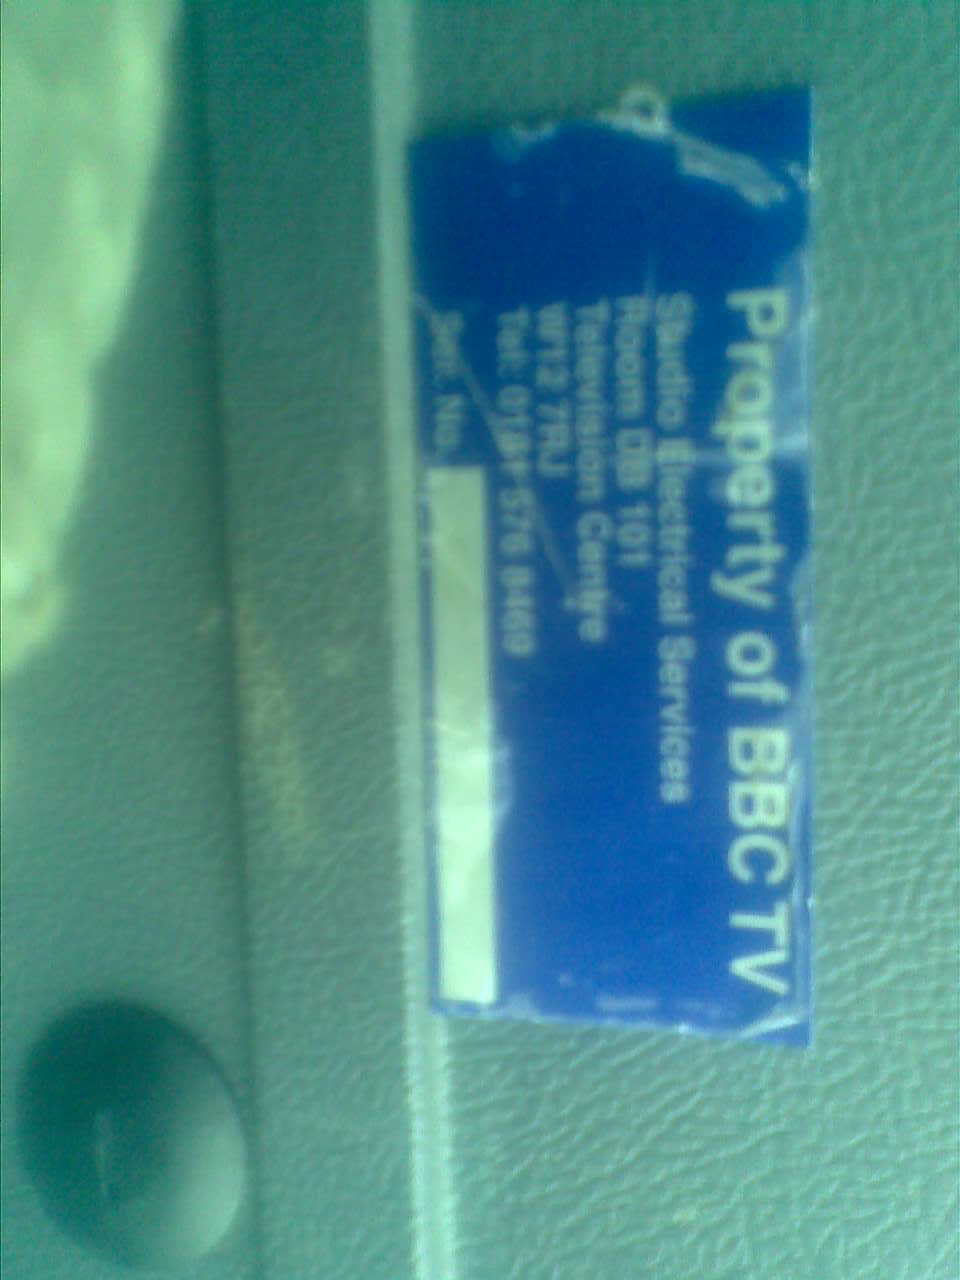 Property of BBC TV
Studio Electrical Services
Room DB 101
Television Centre
W12 7RJ
Tel: 0181-576 8469
Ser. No.